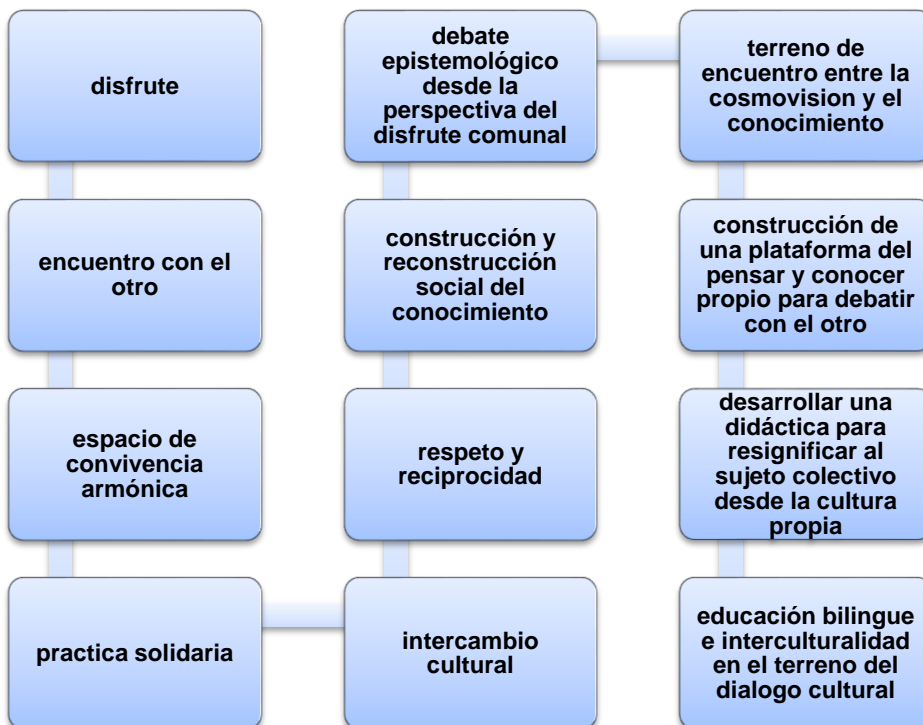 disfrute
encuentro con el
otro
espacio de
convivencia
armónica
practica solidaria
intercambio
cultural
respeto y
reciprocidad
construcción y
reconstrucción
social del
conocimiento
debate
epistemológico
desde la
perspectiva del
disfrute comunal
terreno de
encuentro entre la
cosmovision y el
conocimiento
construcción de
una plataforma del
pensar y conocer
propio para debatir
con el otro
desarrollar una
didáctica para
resignificar al
sujeto colectivo
desde la cultura
propia
educación bilingue
e interculturalidad
en el terreno del
dialogo cultural